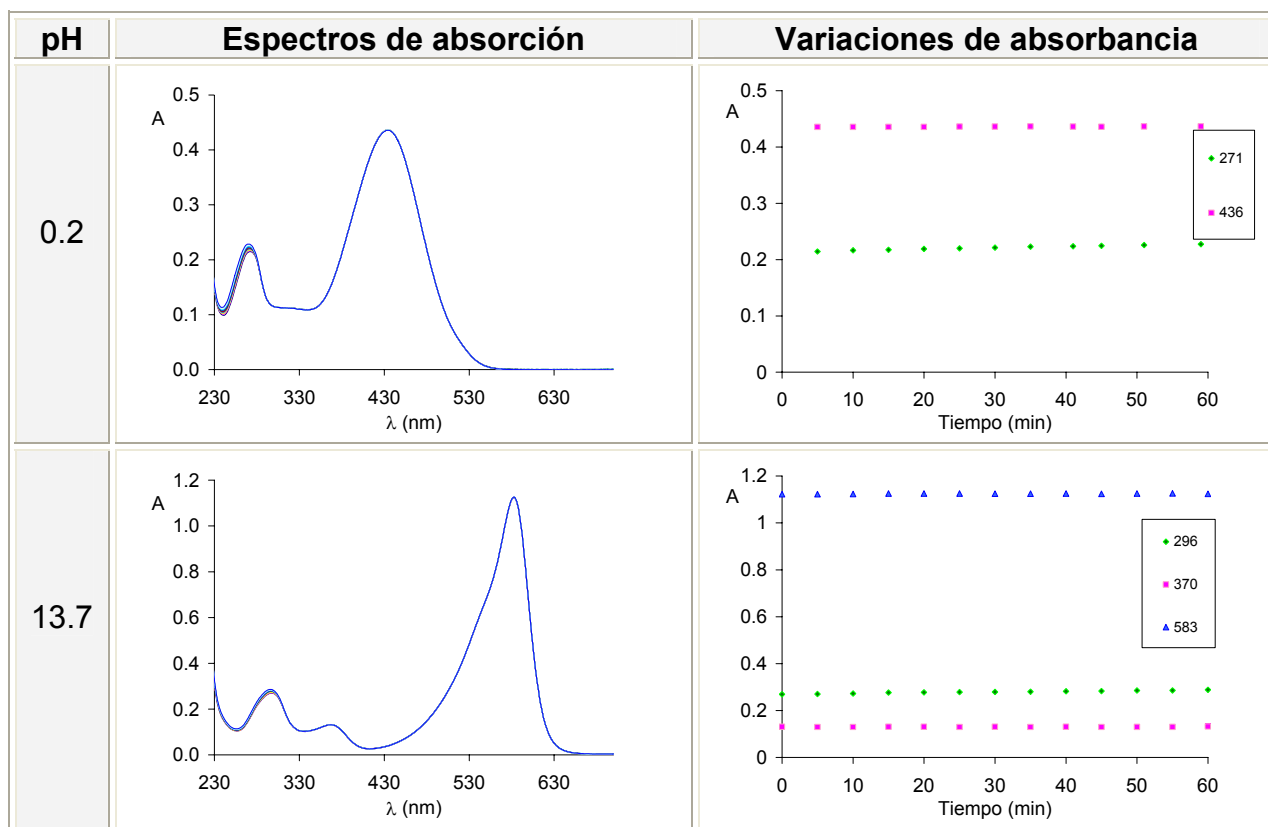 pH Espectros de absorción Variaciones de absorbancia
0.2
A
0.5
0.4
0.3
0.2
0.1
0.0
230 330 430 530 630
λ (nm)
A
0.5
0.4
0.3
0.2
0.1
0
0 10 20 30 40 50 60
Tiempo (min)
271
436
13.7
A
1.2
1.0
0.8
0.6
0.4
0.2
0.0
230 330 430 530 630
λ (nm)
A
1.2
1
0.8
0.6
0.4
0.2
0
0 10 20 30 40 50 60
Tiempo (min)
296
370
583